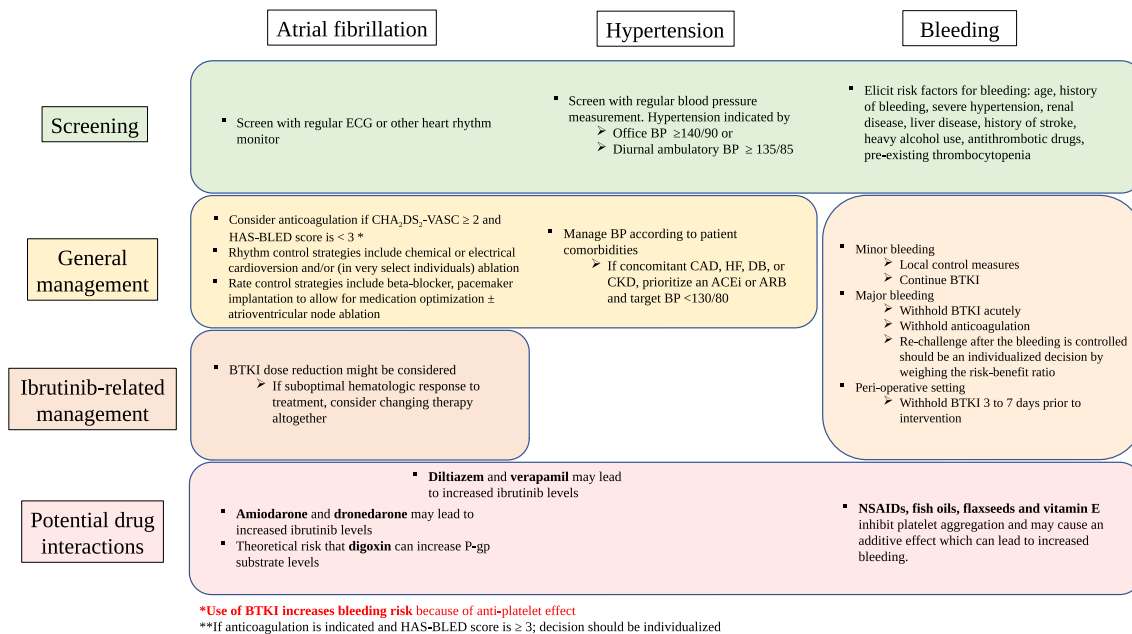 Atrial fibrillation
Hypertension
Bleeding
Screening
▪ Screen with regular ECG or other heart rhythm
monitor
▪ Screen with regular blood pressure
measurement. Hypertension indicated by
➢ Office BP ≥140/90 or
➢ Diurnal ambulatory BP ≥ 135/85
▪ Elicit risk factors for bleeding: age, history
of bleeding, severe hypertension, renal
disease, liver disease, history of stroke,
heavy alcohol use, antithrombotic drugs,
pre-existing thrombocytopenia
General
management
▪ Consider anticoagulation if CHA₂DS₂-VASC ≥ 2 and
HAS-BLED score is < 3 *
▪ Rhythm control strategies include chemical or electrical
cardioversion and/or (in very select individuals) ablation
▪ Rate control strategies include beta-blocker, pacemaker
implantation to allow for medication optimization ±
atrioventricular node ablation
▪ Manage BP according to patient
comorbidities
➢ If concomitant CAD, HF, DB, or
CKD, prioritize an ACEi or ARB
and target BP <130/80
▪ Minor bleeding
➢ Local control measures
➢ Continue BTKI
▪ Major bleeding
➢ Withhold BTKI acutely
➢ Withhold anticoagulation
➢ Re-challenge after the bleeding is controlled
should be an individualized decision by
weighing the risk-benefit ratio
▪ Peri-operative setting
➢ Withhold BTKI 3 to 7 days prior to
intervention
Ibrutinib-related
management
▪ BTKI dose reduction might be considered
➢ If suboptimal hematologic response to
treatment, consider changing therapy
altogether
Potential drug
interactions
▪ Diltiazem and verapamil may lead
to increased ibrutinib levels
▪ Amiodarone and dronedarone may lead to
increased ibrutinib levels
▪ Theoretical risk that digoxin can increase P-gp
substrate levels
▪ NSAIDs, fish oils, flaxseeds and vitamin E
inhibit platelet aggregation and may cause an
additive effect which can lead to increased
bleeding.
*Use of BTKI increases bleeding risk because of anti-platelet effect
**If anticoagulation is indicated and HAS-BLED score is ≥ 3; decision should be individualized